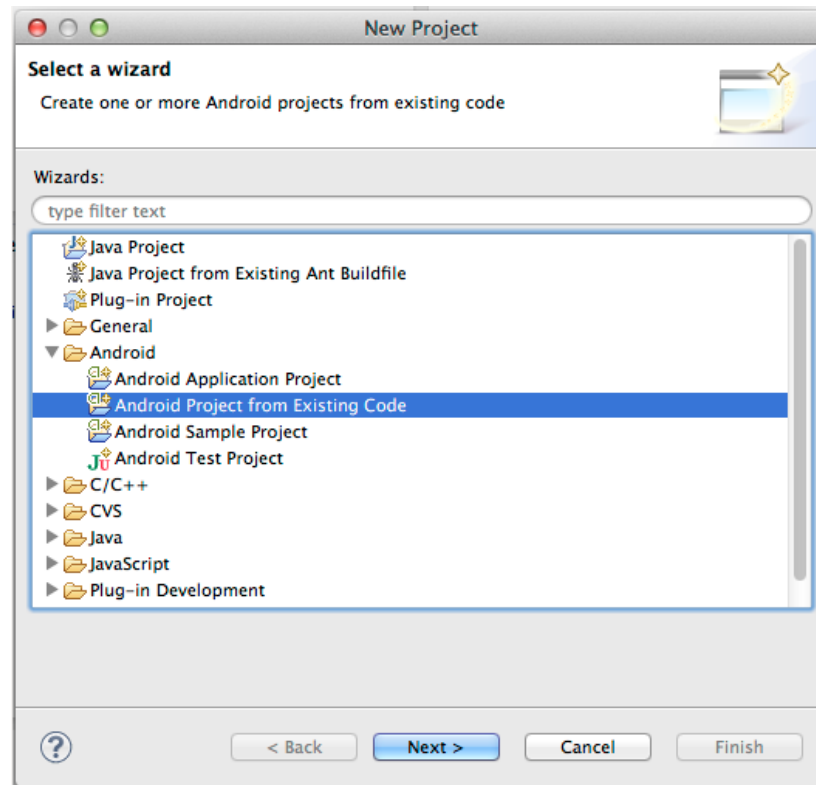 New Project
Select a wizard
Create one or more Android projects from existing code
Wizards:
type filter text
Java Project
Java Project from Existing Ant Buildfile
Plug-in Project
General
Android
Android Application Project
Android Project from Existing Code
Android Sample Project
Android Test Project
C/C++
CVS
Java
JavaScript
Plug-in Development
? < Back Next > Cancel Finish